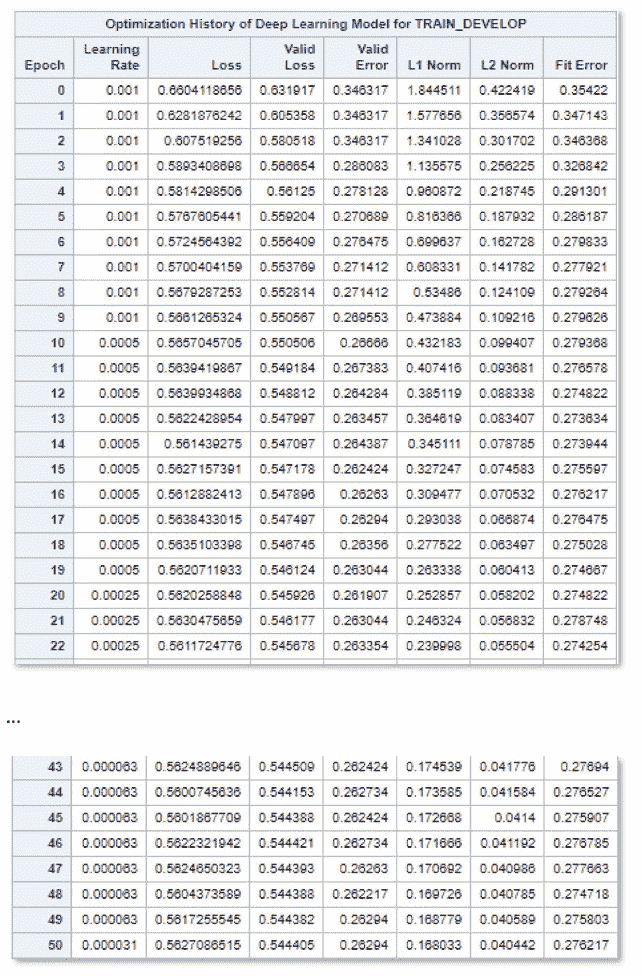 Optimization History of Deep Learning Model for TRAIN_DEVELOP
Epoch Learning Rate Loss Valid Loss Valid Error L1 Norm L2 Norm Fit Error
0 0.001 0.6604118656 0.631917 0.346317 1.844511 0.422419 0.35422
1 0.001 0.6281876242 0.605358 0.346317 1.577656 0.356574 0.347143
2 0.001 0.607519256 0.580518 0.346317 1.341028 0.301702 0.346368
3 0.001 0.5893408698 0.566654 0.286083 1.135575 0.256225 0.326842
4 0.001 0.5814298506 0.56125 0.278128 0.960872 0.218745 0.291301
5 0.001 0.5767605441 0.559204 0.270689 0.816366 0.187932 0.286187
6 0.001 0.5724564392 0.556409 0.276475 0.699637 0.162728 0.279833
7 0.001 0.5700404159 0.553769 0.271412 0.608331 0.141782 0.277921
8 0.001 0.5679287253 0.552814 0.271412 0.53486 0.124109 0.279264
9 0.001 0.5661265324 0.550567 0.269553 0.473884 0.109216 0.279626
10 0.0005 0.5657045705 0.550506 0.26666 0.432183 0.099407 0.279368
11 0.0005 0.5639419867 0.549184 0.267383 0.407416 0.093681 0.276578
12 0.0005 0.5639934868 0.548812 0.264284 0.385119 0.088338 0.274822
13 0.0005 0.5622428954 0.547997 0.263457 0.364619 0.083407 0.273634
14 0.0005 0.561439275 0.547097 0.264387 0.345111 0.078785 0.273944
15 0.0005 0.5627157391 0.547178 0.262424 0.327247 0.074583 0.275597
16 0.0005 0.5612882413 0.547896 0.26263 0.309477 0.070532 0.276217
17 0.0005 0.5638433015 0.547497 0.26294 0.293038 0.066874 0.276475
18 0.0005 0.5635103398 0.546745 0.26356 0.277522 0.063497 0.275028
19 0.0005 0.5620711933 0.546124 0.263044 0.263338 0.060413 0.274667
20 0.00025 0.5620258848 0.545926 0.261907 0.252857 0.058202 0.274822
21 0.00025 0.5630475659 0.546177 0.263044 0.246324 0.056832 0.278748
22 0.00025 0.5611724776 0.545678 0.263354 0.239998 0.055504 0.274254
...
43 0.000063 0.5624889646 0.544509 0.262424 0.174539 0.041776 0.27694
44 0.000063 0.5600745636 0.544153 0.262734 0.173585 0.041584 0.276527
45 0.000063 0.5601867709 0.544388 0.262424 0.172668 0.0414 0.275907
46 0.000063 0.5622321942 0.544421 0.262734 0.171666 0.041192 0.276785
47 0.000063 0.5624650323 0.544393 0.26263 0.170692 0.040986 0.277663
48 0.000063 0.5604373589 0.544388 0.262217 0.169726 0.040785 0.274718
49 0.000063 0.5617255545 0.544382 0.26294 0.168779 0.040589 0.275803
50 0.000031 0.5627086515 0.544405 0.26294 0.168033 0.040442 0.276217